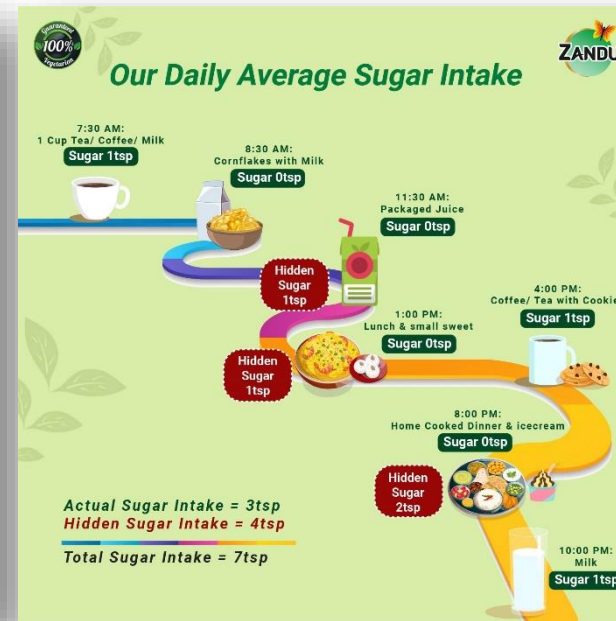 Guaranteed
100%
Vegetarian
ZANDU
Our Daily Average Sugar Intake
7:30 AM:
1 Cup Tea/ Coffee/ Milk
Sugar 1tsp
8:30 AM:
Cornflakes with Milk
Sugar 0tsp
11:30 AM:
Packaged Juice
Sugar 0tsp
Hidden
Sugar
1tsp
1:00 PM:
Lunch & small sweet
Sugar 0tsp
Hidden
Sugar
1tsp
4:00 PM:
Coffee/ Tea with Cookie
Sugar 1tsp
8:00 PM:
Home Cooked Dinner & icecream
Sugar 0tsp
Hidden
Sugar
2tsp
10:00 PM:
Milk
Sugar 1tsp
Actual Sugar Intake = 3tsp
Hidden Sugar Intake = 4tsp
Total Sugar Intake = 7tsp